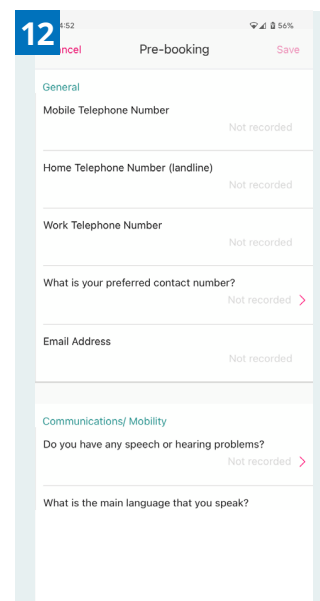 12
4:52 56%
ncel Pre-booking Save
General
Mobile Telephone Number
Not recorded
Home Telephone Number (landline)
Not recorded
Work Telephone Number
Not recorded
What is your preferred contact number?
Not recorded
Email Address
Not recorded
Communications/ Mobility
Do you have any speech or hearing problems?
Not recorded
What is the main language that you speak?